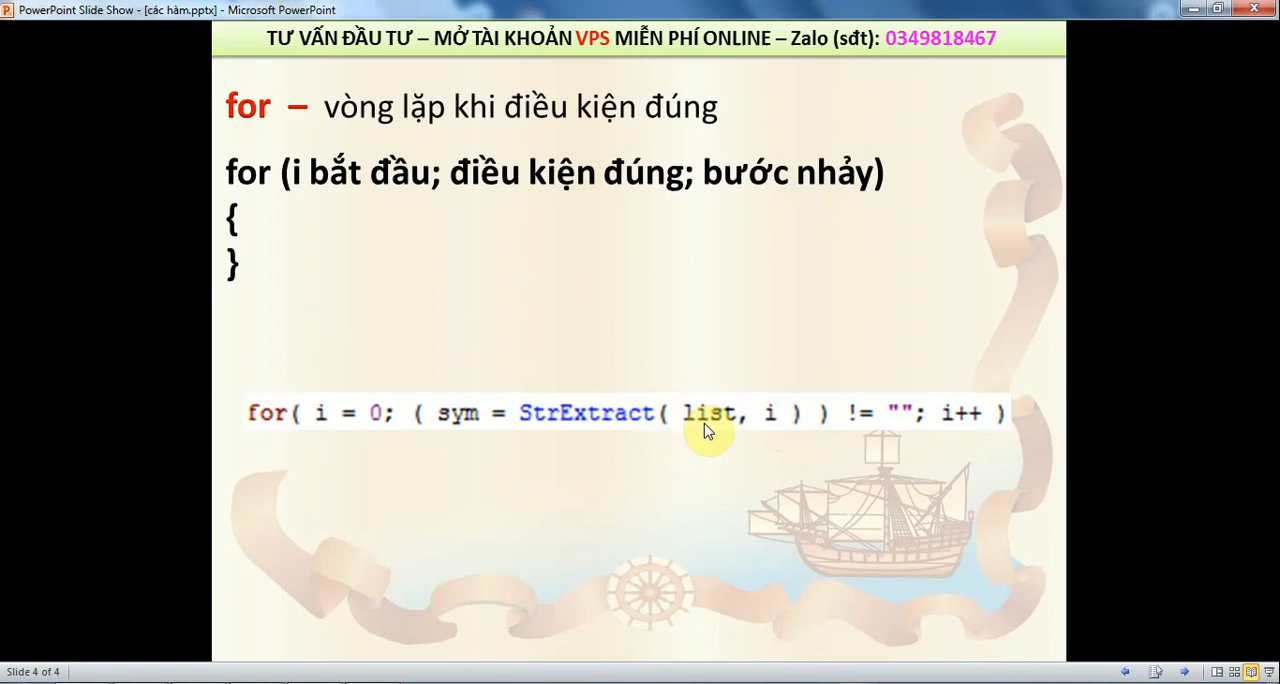 PowerPoint Slide Show - [các hàm.pptx] - Microsoft PowerPoint
TƯ VẤN ĐẦU TƯ – MỞ TÀI KHOẢN VPS MIỄN PHÍ ONLINE – Zalo (sđt): 0349818467
for – vòng lặp khi điều kiện đúng
for (i bắt đầu; điều kiện đúng; bước nhảy)
{
}
for( i = 0; ( sym = StrExtract( list, i ) ) != ""; i++ )
Slide 4 of 4